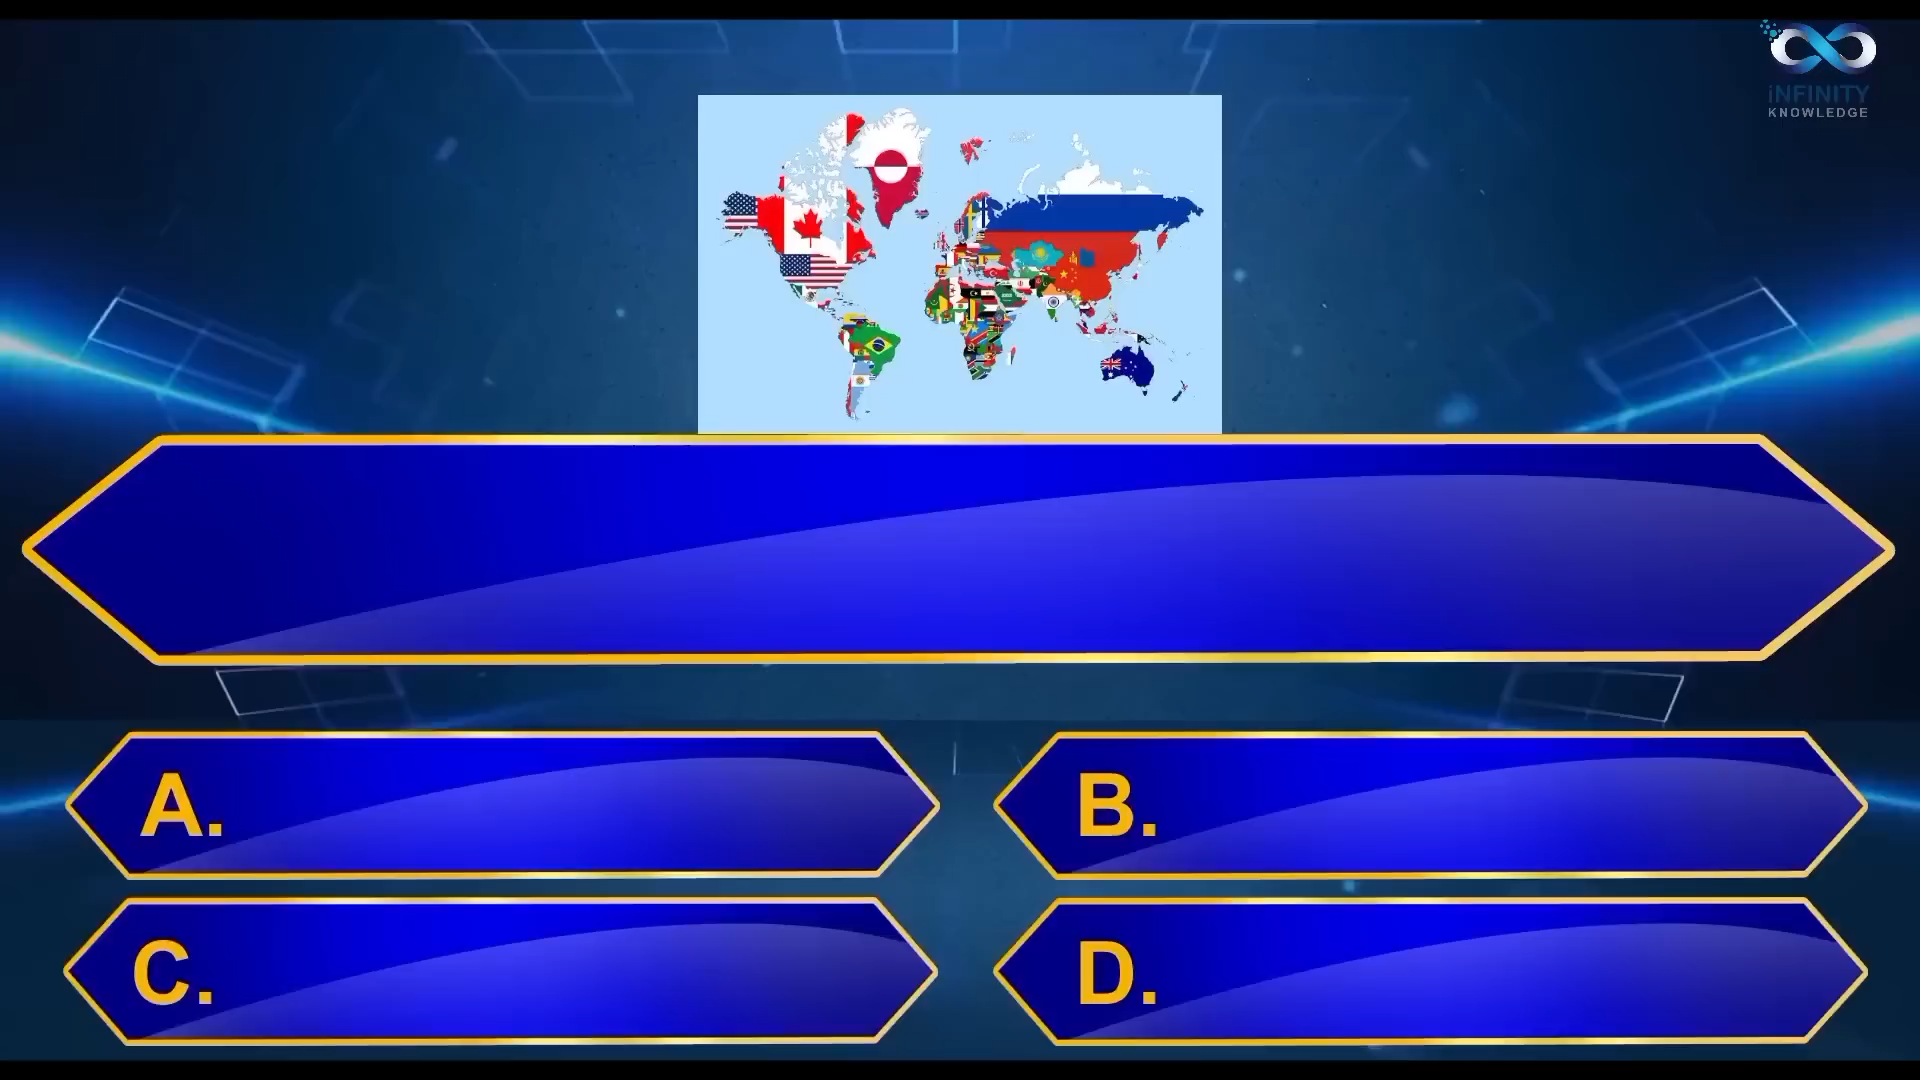 iNFINITY
KNOWLEDGE
A.
B.
C.
D.